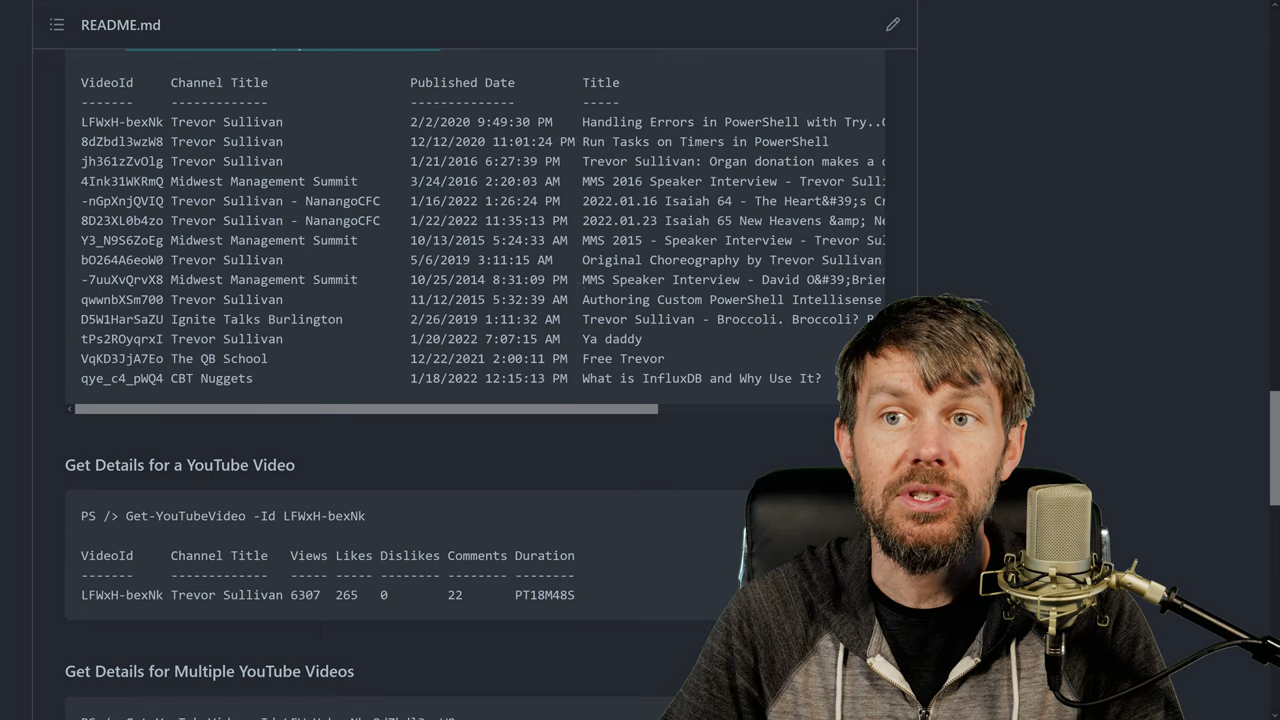 README.md
VideoId Channel Title Published Date Title
------- ------------- -------------- -----
LFWxH-bexNk Trevor Sullivan 2/2/2020 9:49:30 PM Handling Errors in PowerShell with Try..
8dZbdl3wzW8 Trevor Sullivan 12/12/2020 11:01:24 PM Run Tasks on Timers in PowerShell
jh361zZvOlg Trevor Sullivan 1/21/2016 6:27:39 PM Trevor Sullivan: Organ donation makes a
4Ink31WKRmQ Midwest Management Summit 3/24/2016 2:20:03 AM MMS 2016 Speaker Interview - Trevor Sulli
-nGpXnjQVIQ Trevor Sullivan - NanangoCFC 1/16/2022 1:26:24 PM 2022.01.16 Isaiah 64 - The Heart&#39;s Cr
8D23XL0b4zo Trevor Sullivan - NanangoCFC 1/22/2022 11:35:13 PM 2022.01.23 Isaiah 65 New Heavens &amp; Ne
Y3_N9S6ZoEg Midwest Management Summit 10/13/2015 5:24:33 AM MMS 2015 - Speaker Interview - Trevor Sul
bO264A6eoW0 Trevor Sullivan 5/6/2019 3:11:15 AM Original Choreography by Trevor Sullivan
-7uuXvQrvX8 Midwest Management Summit 10/25/2014 8:31:09 PM MMS Speaker Interview - David O&#39;Brien
qwwnbXSm700 Trevor Sullivan 11/12/2015 5:32:39 AM Authoring Custom PowerShell Intellisense
D5W1HarSaZU Ignite Talks Burlington 2/26/2019 1:11:32 AM Trevor Sullivan - Broccoli. Broccoli?
tPs2ROyqrxI Trevor Sullivan 1/20/2022 7:07:15 AM Ya daddy
VqKD3JjA7Eo The QB School 12/22/2021 2:00:11 PM Free Trevor
qye_c4_pWQ4 CBT Nuggets 1/18/2022 12:15:13 PM What is InfluxDB and Why Use It?
Get Details for a YouTube Video
PS /> Get-YouTubeVideo -Id LFWxH-bexNk
VideoId Channel Title Views Likes Dislikes Comments Duration
------- ------------- ----- ----- -------- -------- --------
LFWxH-bexNk Trevor Sullivan 6307 265 0 22 PT18M48S
Get Details for Multiple YouTube Videos